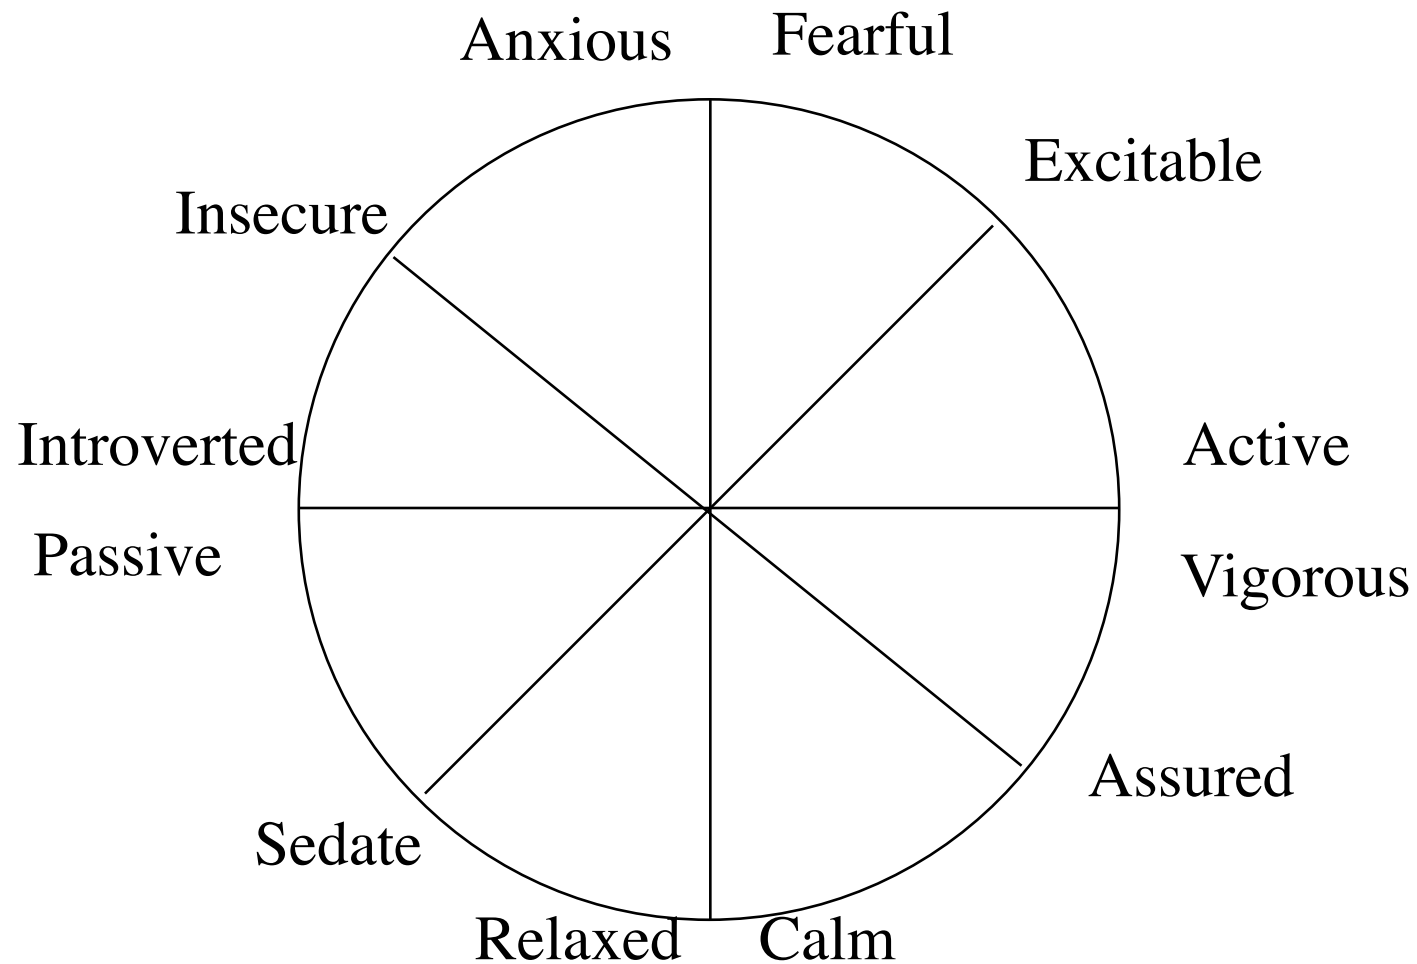 Anxious
Fearful
Excitable
Insecure
Introverted
Active
Passive
Vigorous
Assured
Sedate
Relaxed
Calm